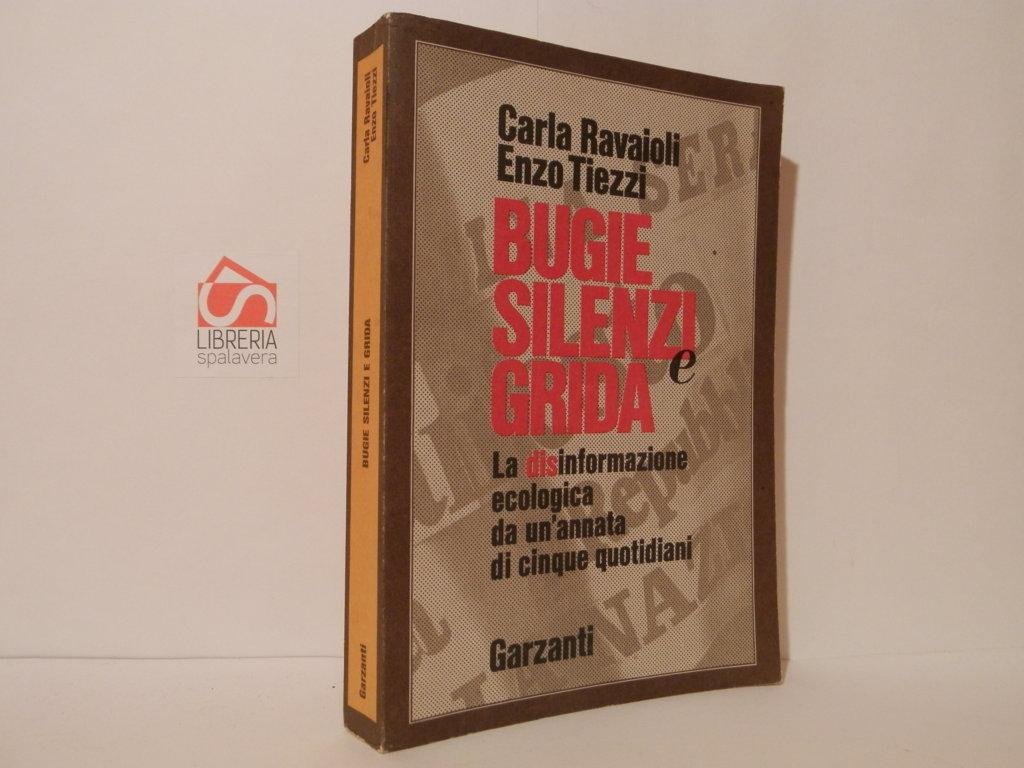 Carla Ravaioli
Enzo Tiezzi
BUGIE
SILENZI
e
GRIDA
La disinformazione
ecologica
da un'annata
di cinque quotidiani
Garzanti
Carla Ravaioli
Enzo Tiezzi
BUGIE SILENZI E GRIDA
Garzanti
LIBRERIA
spalavera